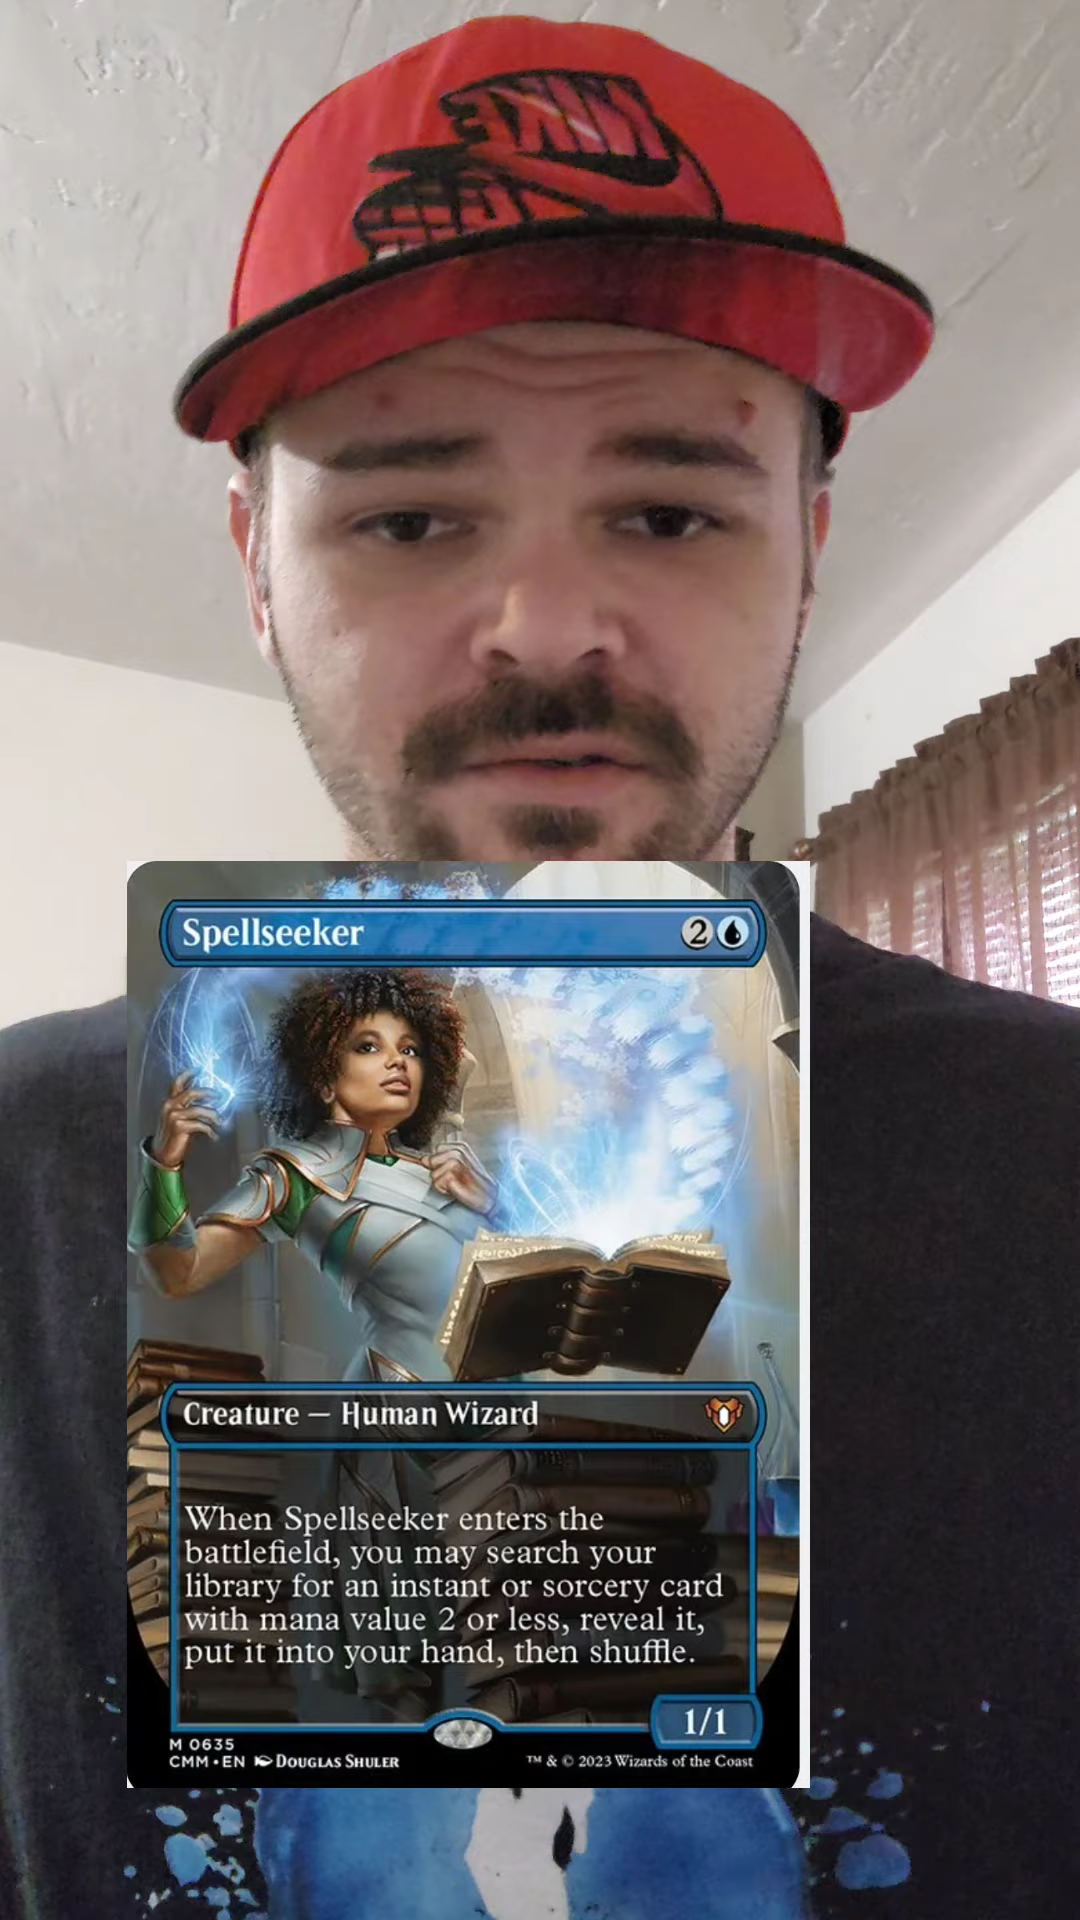 NIKE
Spellseeker 2
Creature — Human Wizard
When Spellseeker enters the
battlefield, you may search your
library for an instant or sorcery card
with mana value 2 or less, reveal it,
put it into your hand, then shuffle.
1/1
M 0635
CMM • EN Douglas Shuler
™ & © 2023 Wizards of the Coast